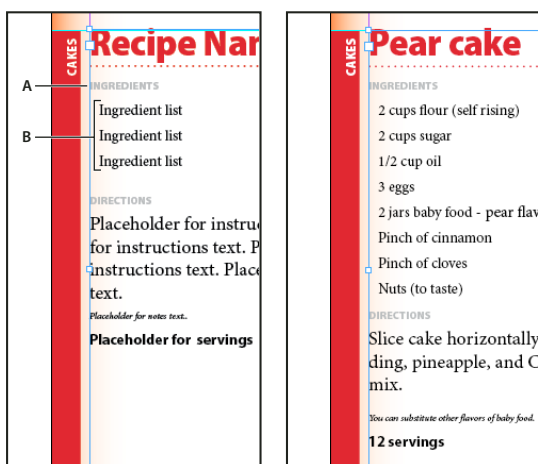 CAKES
Recipe Nar
A
INGREDIENTS
B
Ingredient list
Ingredient list
Ingredient list
DIRECTIONS
Placeholder for instru
for instructions text. P
instructions text. Place
text.
Placeholder for notes text..
Placeholder for servings
CAKES
Pear cake
INGREDIENTS
2 cups flour (self rising)
2 cups sugar
1/2 cup oil
3 eggs
2 jars baby food - pear flav
Pinch of cinnamon
Pinch of cloves
Nuts (to taste)
DIRECTIONS
Slice cake horizontally
ding, pineapple, and C
mix.
You can substitute other flavors of baby food.
12 servings